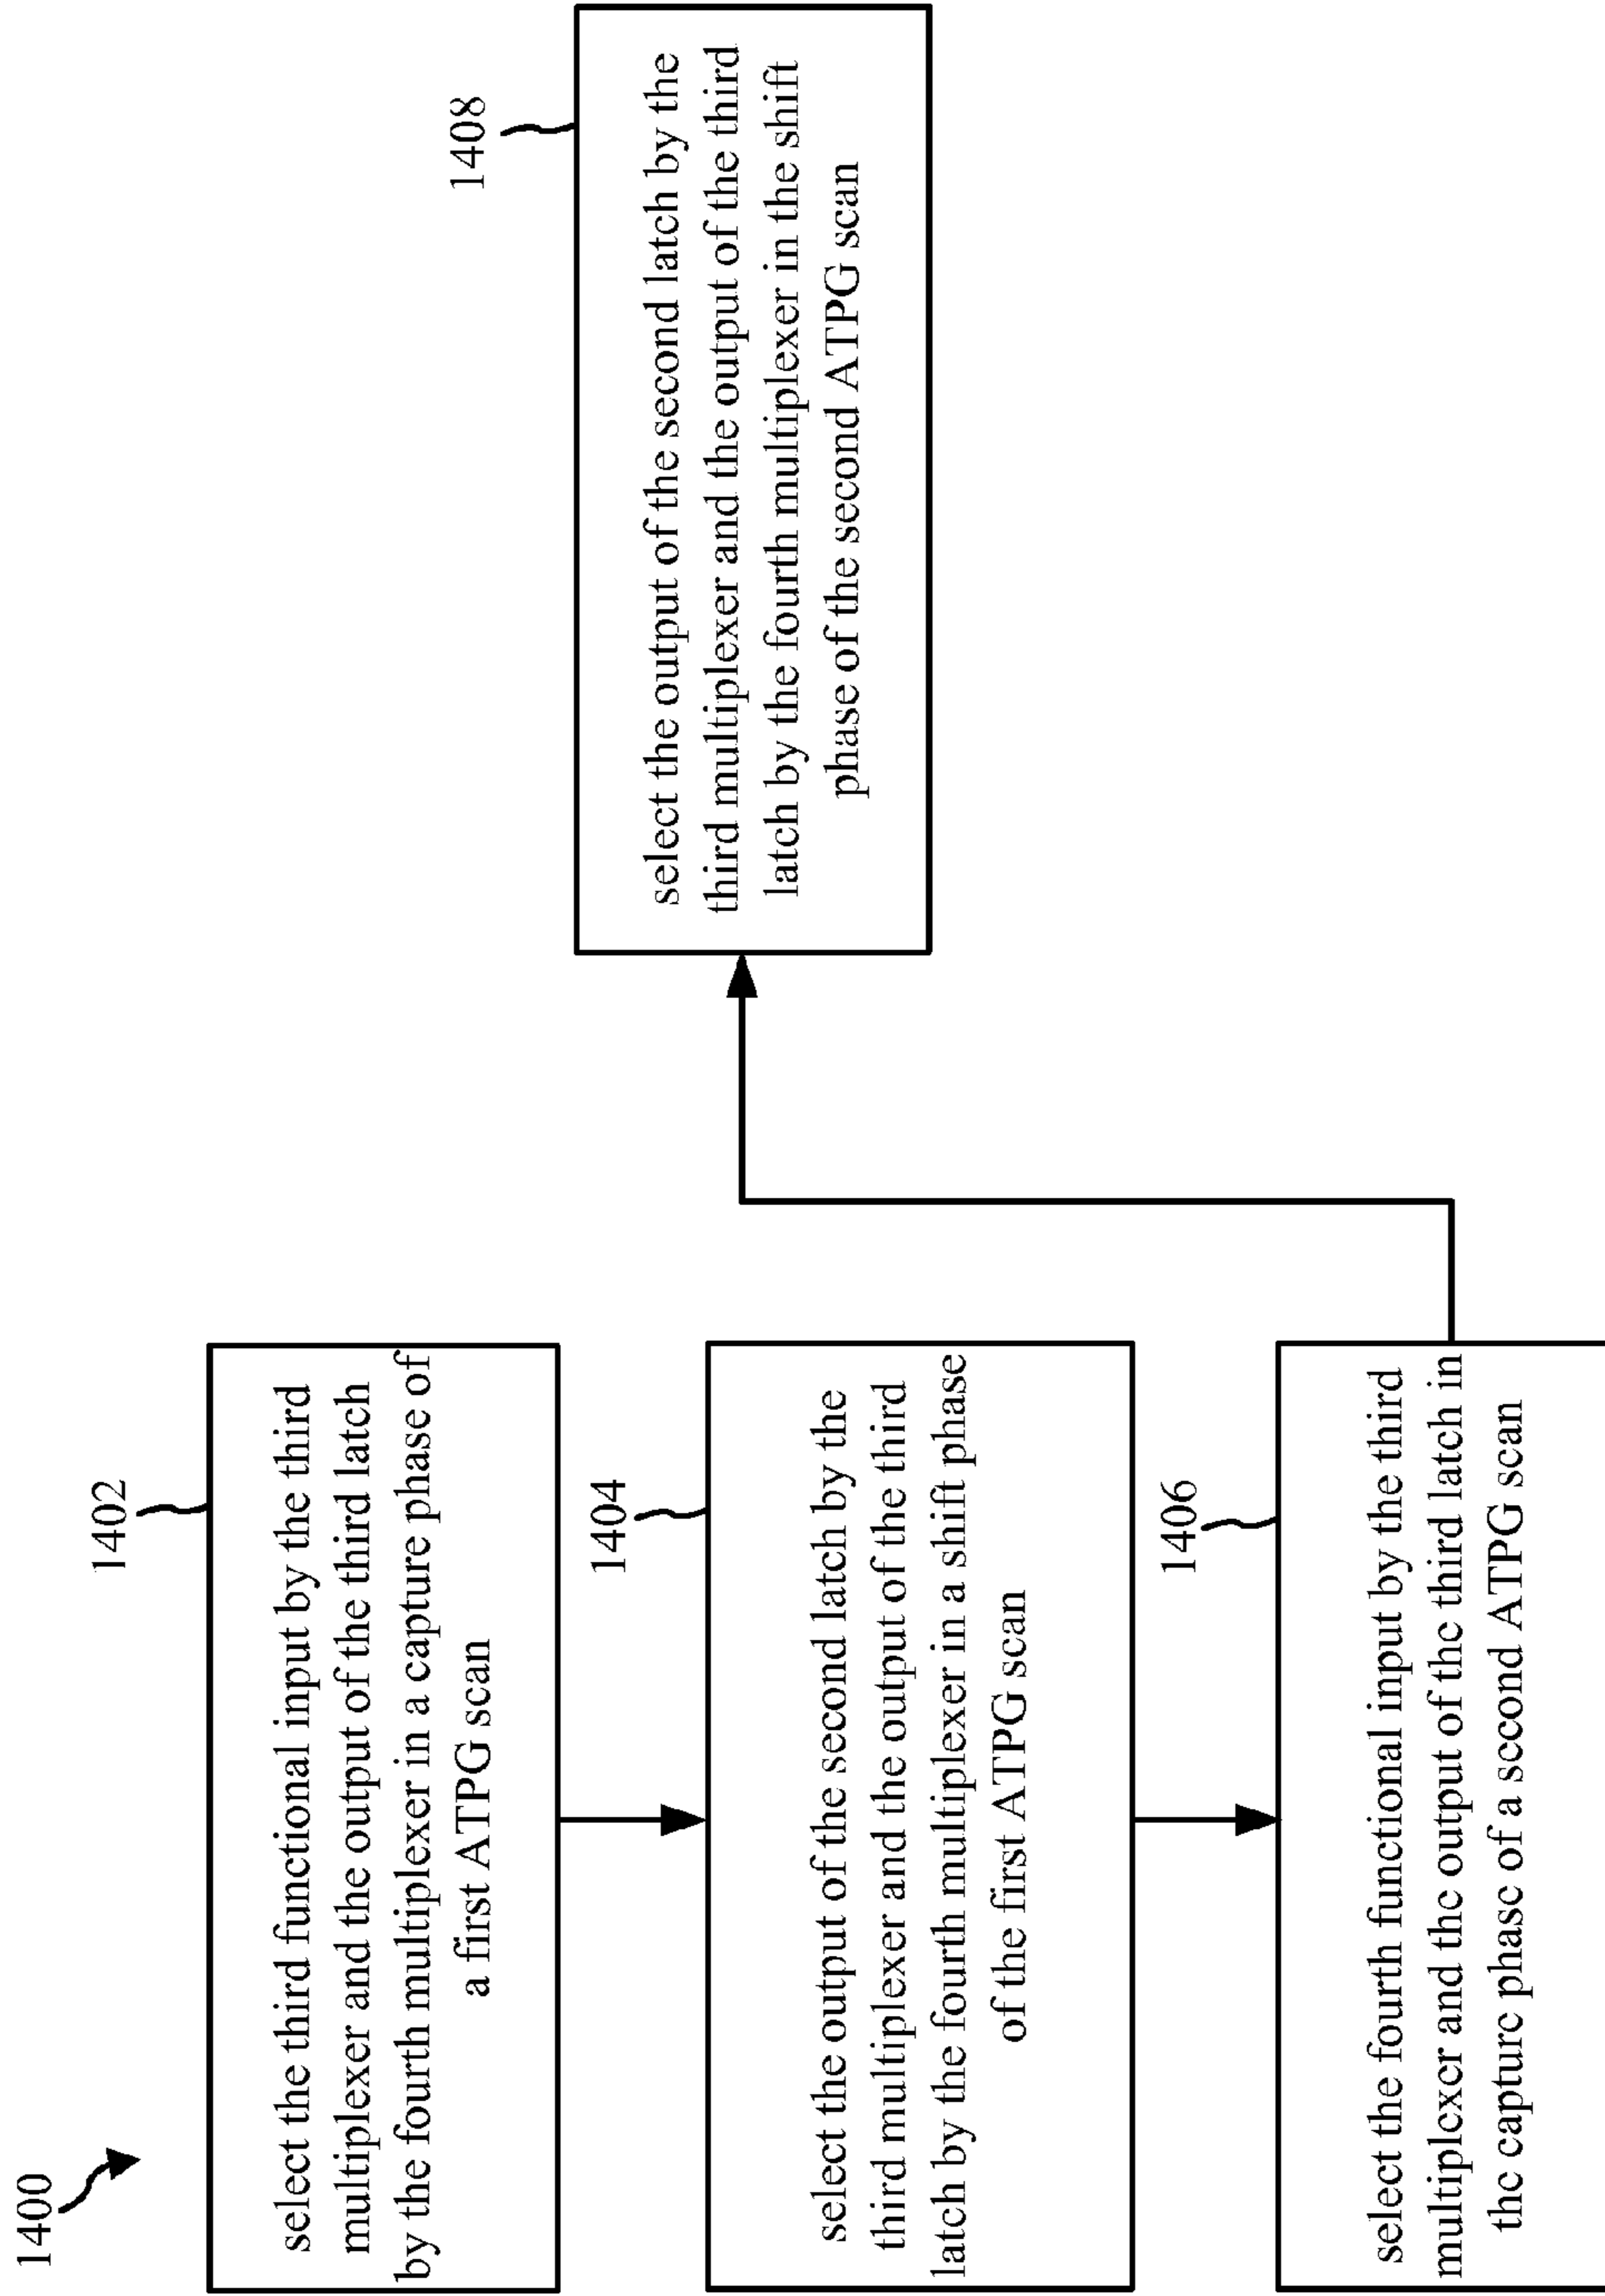 1400
1402
select the third functional input by the third
multiplexer and the output of the third latch
by the fourth multiplexer in a capture phase of
a first ATPG scan
1404
select the output of the second latch by the
third multiplexer and the output of the third
latch by the fourth multiplexer in a shift phase
of the first ATPG scan
1406
select the fourth functional input by the third
multiplexer and the output of the third latch in
the capture phase of a second ATPG scan
1408
select the output of the second latch by the
third multiplexer and the output of the third
latch by the fourth multiplexer in the shift
phase of the second ATPG scan